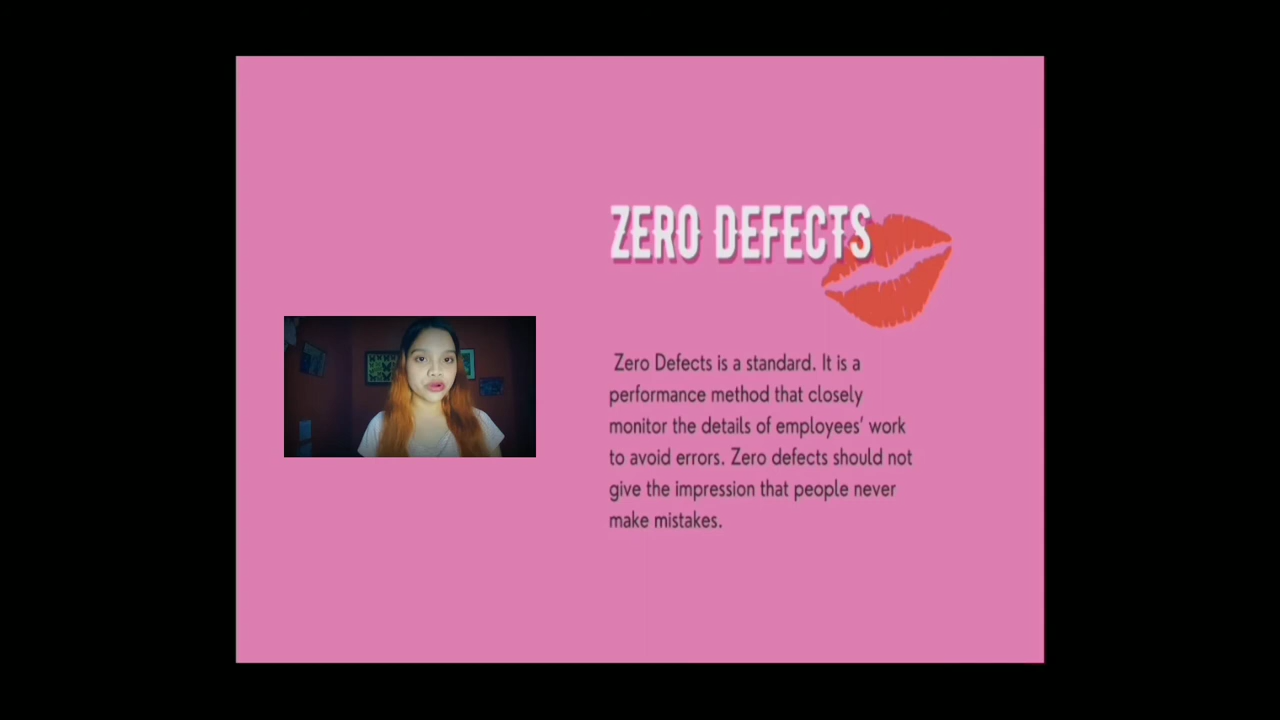 ZERO DEFECTS
Zero Defects is a standard. It is a
performance method that closely
monitor the details of employees' work
to avoid errors. Zero defects should not
give the impression that people never
make mistakes.